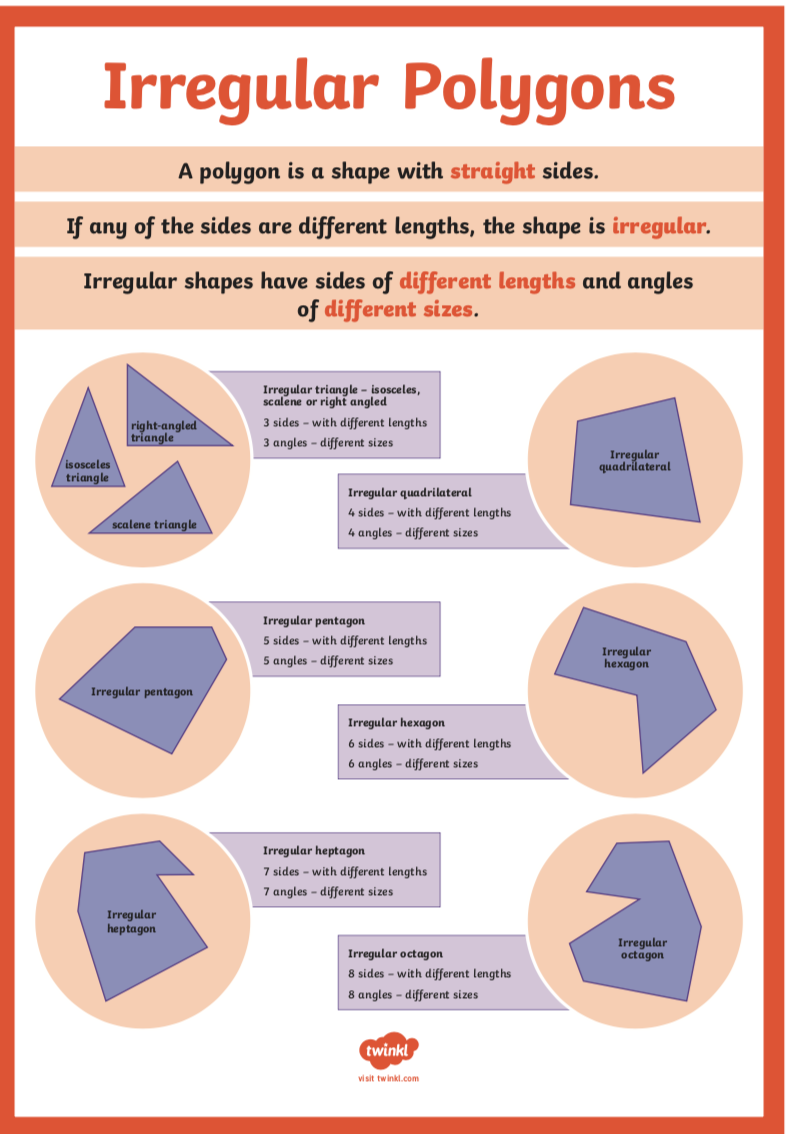 Irregular Polygons
A polygon is a shape with straight sides.
If any of the sides are different lengths, the shape is irregular.
Irregular shapes have sides of different lengths and angles
of different sizes.
right-angled
triangle
isosceles
triangle
scalene triangle
Irregular triangle – isosceles,
scalene or right angled
3 sides – with different lengths
3 angles – different sizes
Irregular
quadrilateral
Irregular quadrilateral
4 sides – with different lengths
4 angles – different sizes
Irregular pentagon
Irregular pentagon
5 sides – with different lengths
5 angles – different sizes
Irregular
hexagon
Irregular hexagon
6 sides – with different lengths
6 angles – different sizes
Irregular
heptagon
Irregular heptagon
7 sides – with different lengths
7 angles – different sizes
Irregular
octagon
Irregular octagon
8 sides – with different lengths
8 angles – different sizes
twinkl
visit twinkl.com